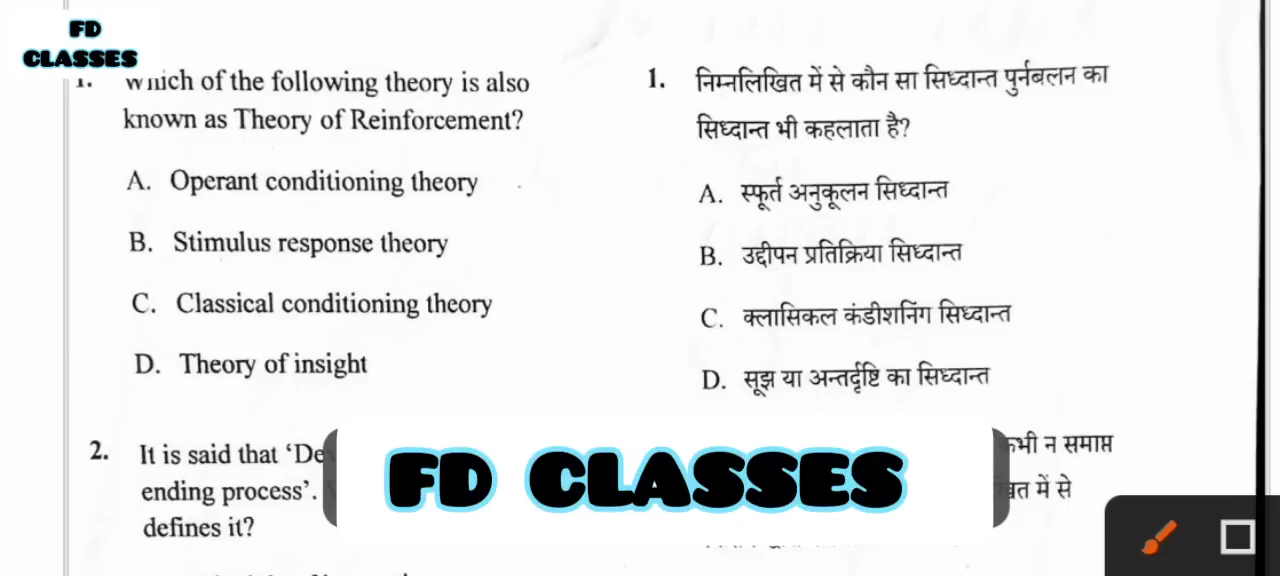 FD
CLASSES
1. Which of the following theory is also
known as Theory of Reinforcement?
A. Operant conditioning theory
B. Stimulus response theory
C. Classical conditioning theory
D. Theory of insight
2. It is said that ‘De
ending process’.
defines it?
1. निम्नलिखित में से कौन सा सिध्दान्त पुर्नबलन का
सिध्दान्त भी कहलाता है?
A. स्फूर्त अनुकूलन सिध्दान्त
B. उद्दीपन प्रतिक्रिया सिध्दान्त
C. क्लासिकल कंडीशनिंग सिध्दान्त
D. सूझ या अन्तर्दृष्टि का सिध्दान्त
कभी न समाप्त
में से
FD CLASSES